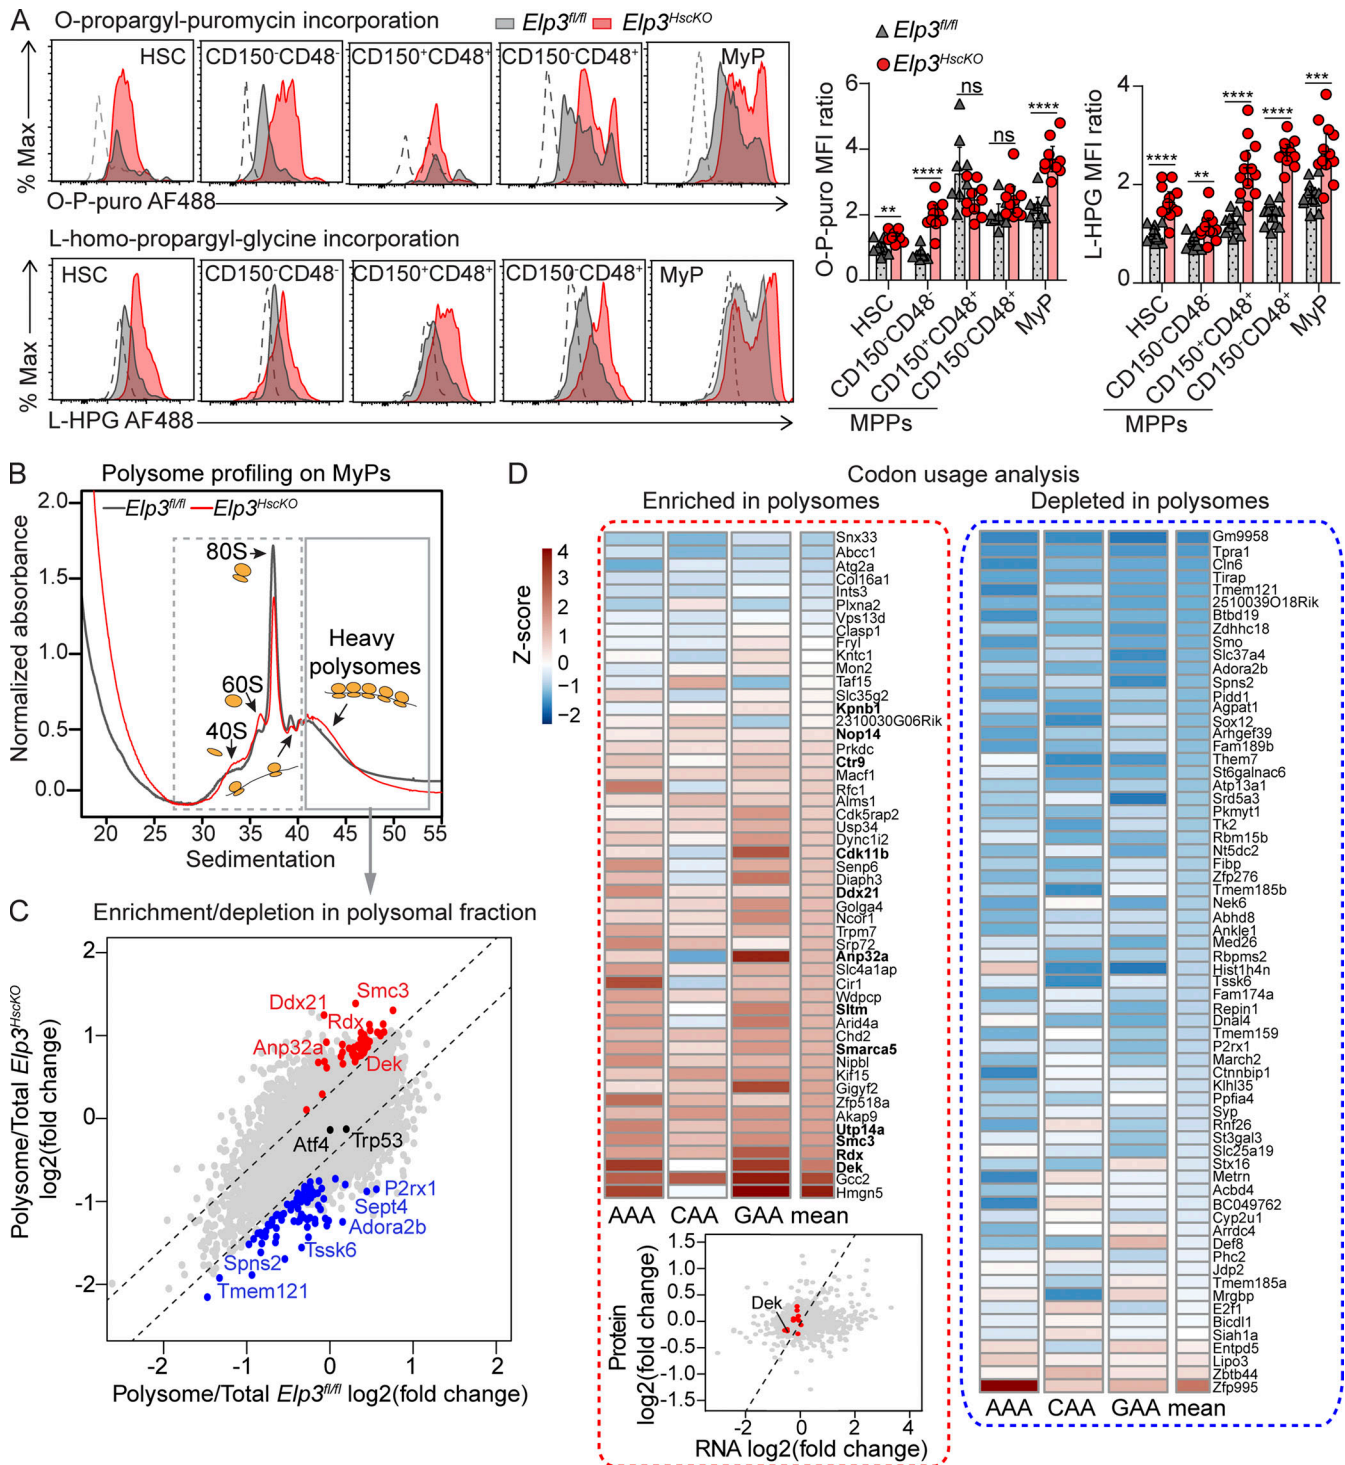 A
O-propargyl-puromycin incorporation
Elp3fl/fl
Elp3HscKO
HSC
CD150-CD48-
CD150+CD48+
CD150-CD48+
MyP
% Max
O-P-puro AF488
L-homo-propargyl-glycine incorporation
HSC
CD150-CD48-
CD150+CD48+
CD150-CD48+
MyP
% Max
L-HPG AF488
Elp3fl/fl
Elp3HscKO
O-P-puro MFI ratio
6
4
2
0
**
****
ns
ns
****
HSC
CD150-CD48-
CD150+CD48+
CD150-CD48+
MyP
MPPs
L-HPG MFI ratio
4
2
0
****
**
****
****
***
HSC
CD150-CD48-
CD150+CD48+
CD150-CD48+
MyP
MPPs
B
Polysome profiling on MyPs
Elp3fl/fl
Elp3HscKO
Normalized absorbance
2.0
1.5
1.0
0.5
0.0
80S
60S
40S
Heavy
polysomes
20 25 30 35 40 45 50 55
Sedimentation
C
Enrichment/depletion in polysomal fraction
Polysome/Total Elp3HscKO
log2(fold change)
2
1
0
-1
-2
Ddx21
Smc3
Rdx
Anp32a
Dek
Atf4
Trp53
P2rx1
Sept4
Adora2b
Tssk6
Spns2
Tmem121
-2 -1 0 1 2
Polysome/Total Elp3fl/fl log2(fold change)
D
Codon usage analysis
Enriched in polysomes
Depleted in polysomes
Z-score
4
3
2
1
0
-1
-2
Snx33
Abcc1
Atg2a
Col16a1
Ints3
Plxna2
Vps13d
Clasp1
Fryl
Kntc1
Mon2
Taf15
Slc35g2
Kpnb1
2310030G06Rik
Nop14
Prkdc
Ctr9
Macf1
Rfc1
Alms1
Cdk5rap2
Usp34
Dync1i2
Cdk11b
Senp6
Diaph3
Ddx21
Golga4
Ncor1
Trpm7
Srp72
Anp32a
Slc4a1ap
Cir1
Wdpcp
Sltm
Arid4a
Chd2
Smarca5
Nipbl
Kif15
Gigyf2
Zfp518a
Akap9
Utp14a
Smc3
Rdx
Dek
Gcc2
Hmgn5
AAA CAA GAA mean
Protein
log2(fold change)
1.5
1.0
0.5
0.0
-0.5
-1.0
-1.5
Dek
-2 0 2 4
RNA log2(fold change)
Gm9958
Tpra1
Cln6
Tirap
Tmem121
2510039O18Rik
Btbd19
Zdhhc18
Smo
Slc37a4
Adora2b
Spns2
Pidd1
Agpat1
Sox12
Arhgef39
Fam189b
Them7
St6galnac6
Atp13a1
Srd5a3
Pkmyt1
Tk2
Rbm15b
Nt5dc2
Fibp
Zfp276
Tmem185b
Nek6
Abhd8
Ankle1
Med26
Rbpms2
Hist1h4n
Tssk6
Fam174a
Repin1
Dnal4
Tmem159
P2rx1
March2
Ctnnbip1
Klhl35
Ppfia4
Syp
Rnf26
St3gal3
Slc25a19
Stx16
Metrn
Acbd4
BC049762
Cyp2u1
Arrdc4
Def8
Phc2
Jdp2
Tmem185a
Mrgbp
E2f1
Bicdl1
Siah1a
Entpd5
Lipo3
Zbtb44
Zfp995
AAA CAA GAA mean